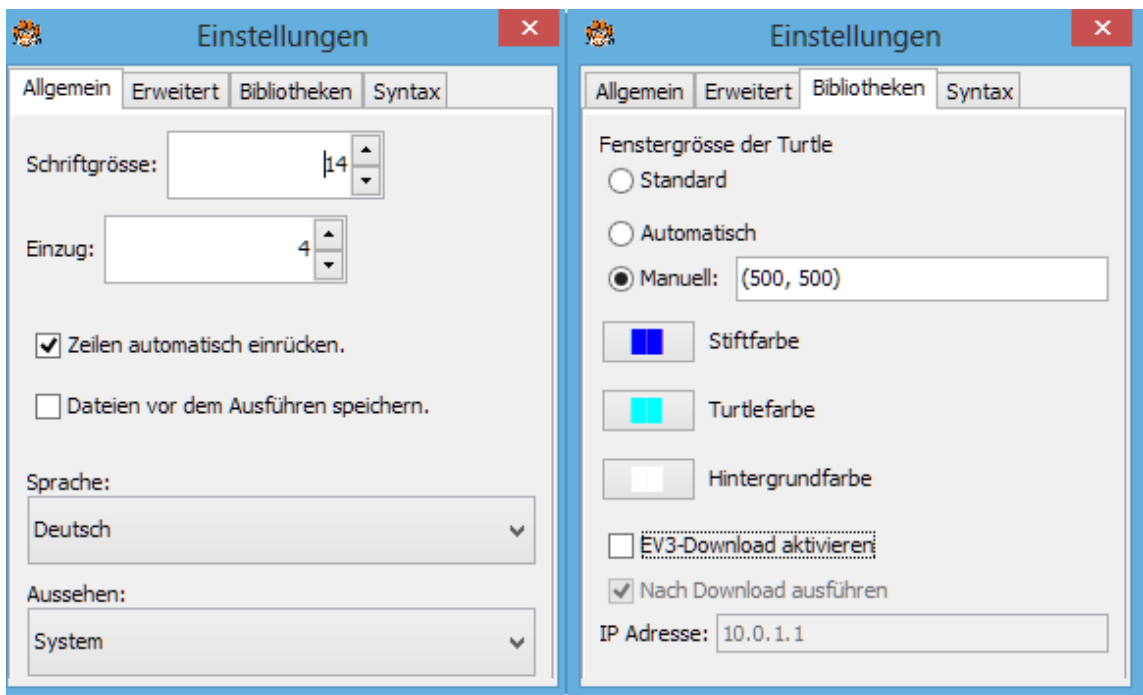 Einstellungen
Allgemein Erweitert Bibliotheken Syntax
Schriftgrösse: 14
Einzug: 4
Zeilen automatisch einrücken.
Dateien vor dem Ausführen speichern.
Sprache:
Deutsch
Aussehen:
System
Einstellungen
Allgemein Erweitert Bibliotheken Syntax
Fenstergrösse der Turtle
Standard
Automatisch
Manuell: (500, 500)
Stiftfarbe
Turtlefarbe
Hintergrundfarbe
EV3-Download aktivieren
Nach Download ausführen
IP Adresse: 10.0.1.1